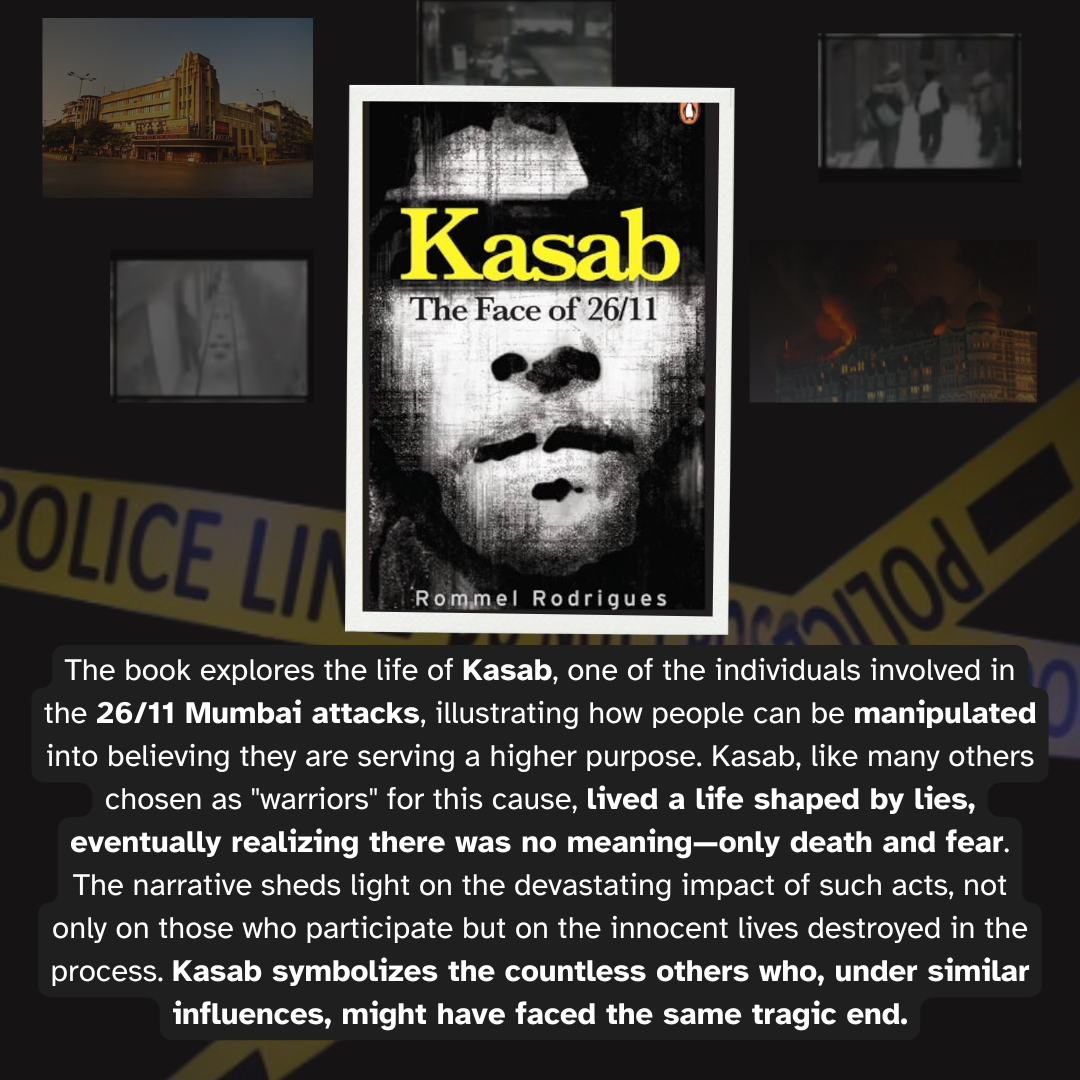 Kasab
The Face of 26/11
Rommel Rodrigues
POLICE LIN
POLIC
The book explores the life of Kasab, one of the individuals involved in
the 26/11 Mumbai attacks, illustrating how people can be manipulated
into believing they are serving a higher purpose. Kasab, like many others
chosen as "warriors" for this cause, lived a life shaped by lies,
eventually realizing there was no meaning—only death and fear.
The narrative sheds light on the devastating impact of such acts, not
only on those who participate but on the innocent lives destroyed in the
process. Kasab symbolizes the countless others who, under similar
influences, might have faced the same tragic end.